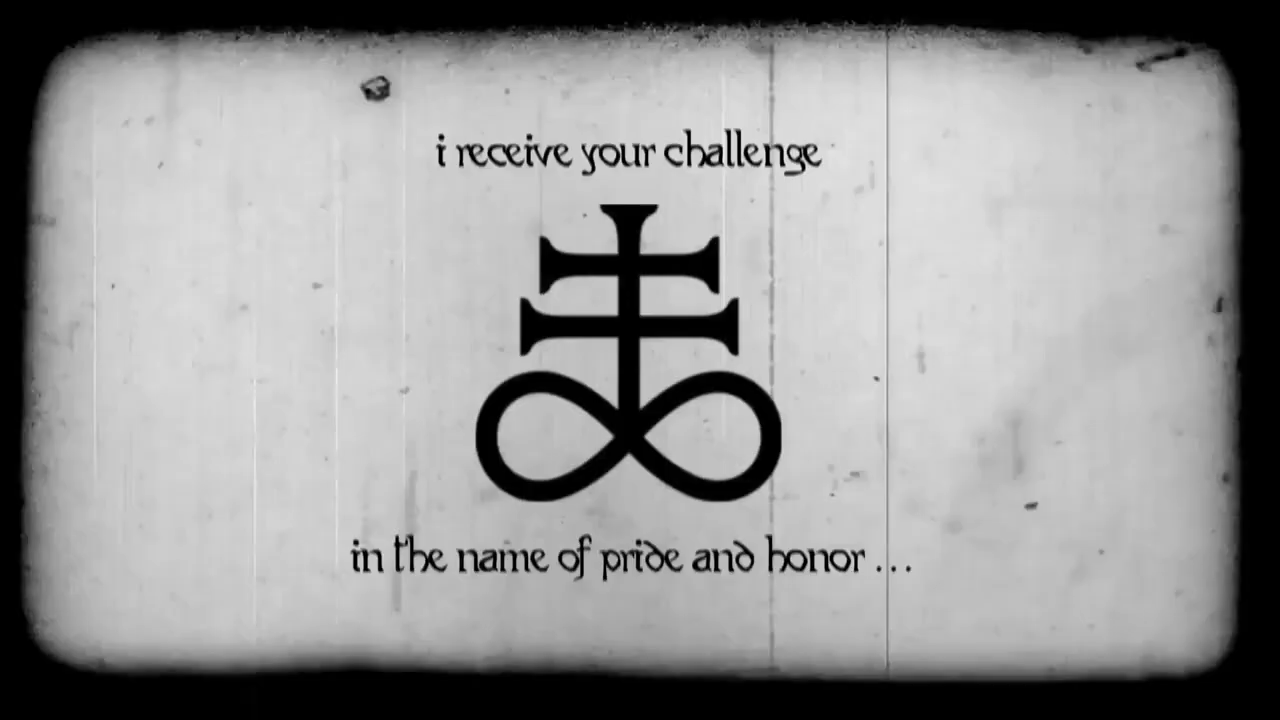 i receive your challenge
in the name of pride and honor ...